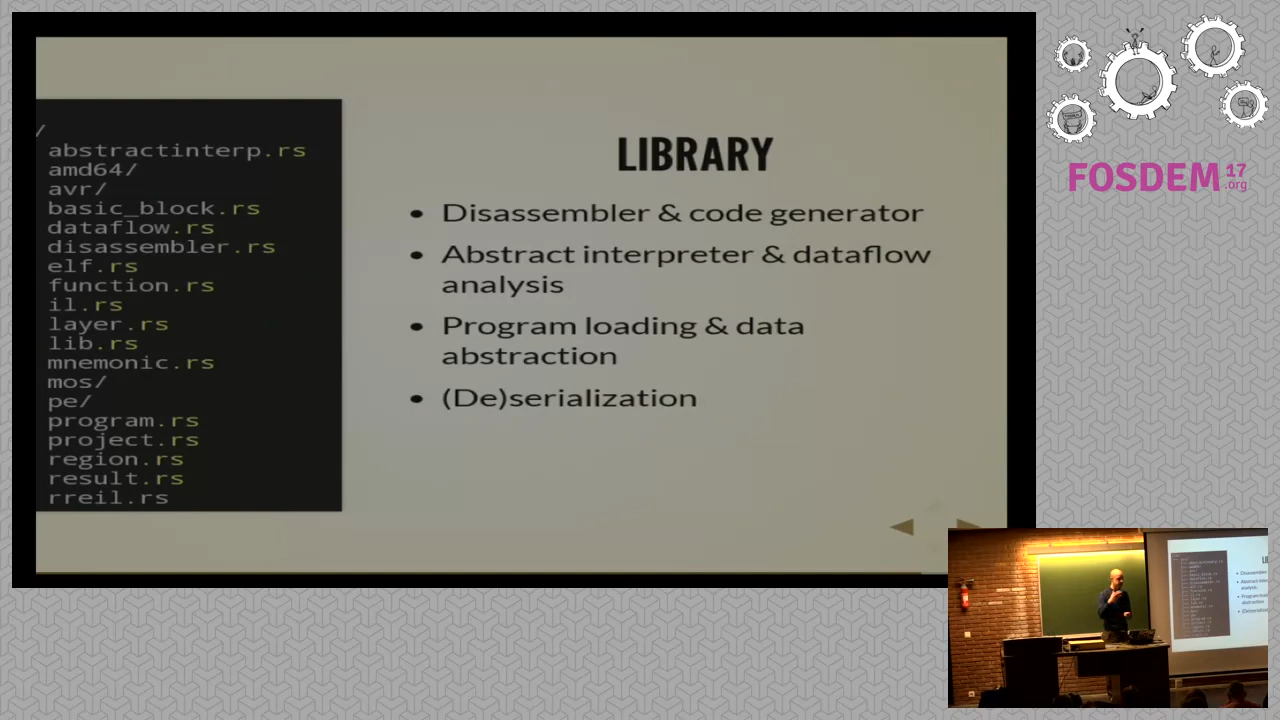 /
abstractinterp.rs
amd64/
avr/
basic_block.rs
dataflow.rs
disassembler.rs
elf.rs
function.rs
il.rs
layer.rs
lib.rs
mnemonic.rs
mos/
pe/
program.rs
project.rs
region.rs
result.rs
rreil.rs
LIBRARY
• Disassembler & code generator
• Abstract interpreter & dataflow
analysis
• Program loading & data
abstraction
• (De)serialization
FOSDEM 17
.org